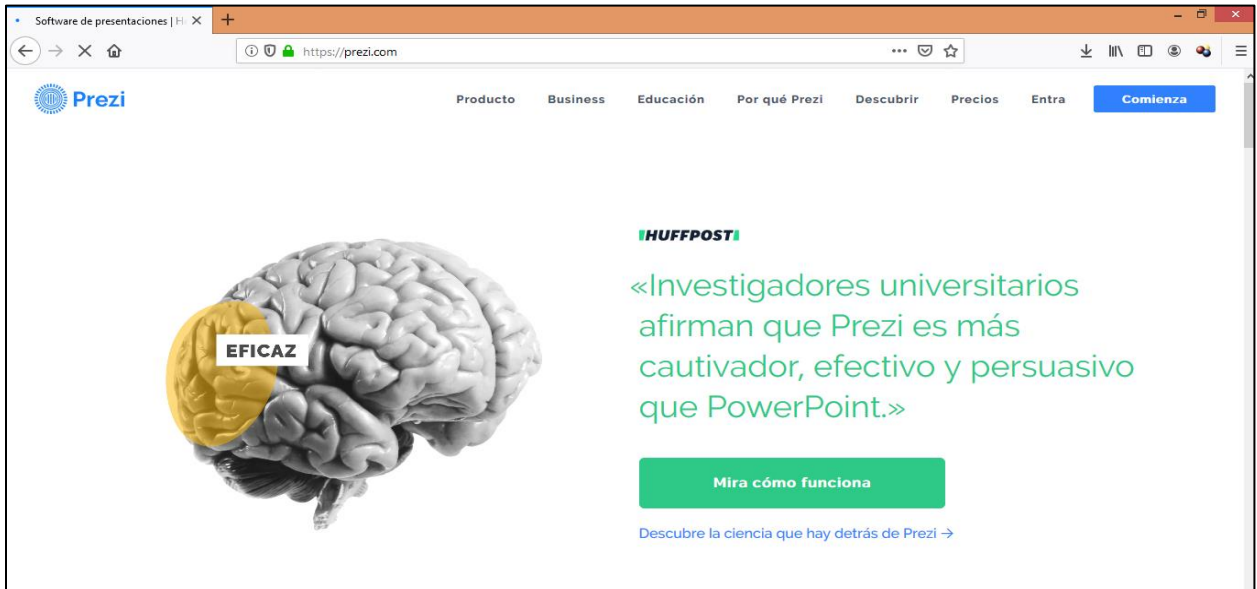 Software de presentaciones | H
https://prezi.com
Prezi
Producto Business Educación Por qué Prezi Descubrir Precios Entra Comienza
HUFFPOST
«Investigadores universitarios
afirman que Prezi es más
cautivador, efectivo y persuasivo
que PowerPoint.»
EFICAZ
Mira cómo funciona
Descubre la ciencia que hay detrás de Prezi →